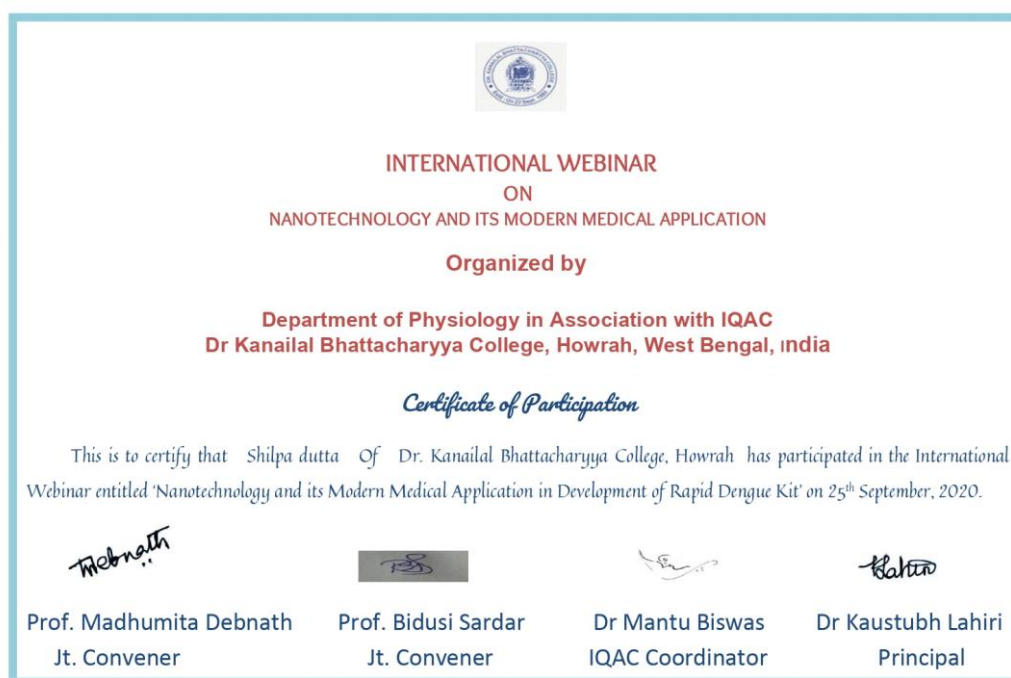 DR. KANAILAL BHATTACHARYYA COLLEGE
INTERNATIONAL WEBINAR
ON
NANOTECHNOLOGY AND ITS MODERN MEDICAL APPLICATION
Organized by
Department of Physiology in Association with IQAC
Dr Kanailal Bhattacharyya College, Howrah, West Bengal, India
Certificate of Participation
This is to certify that Shilpa dutta Of Dr. Kanailal Bhattacharyya College, Howrah has participated in the International
Webinar entitled 'Nanotechnology and its Modern Medical Application in Development of Rapid Dengue Kit' on 25th September, 2020.
Prof. Madhumita Debnath Prof. Bidusi Sardar Dr Mantu Biswas Dr Kaustubh Lahiri
Jt. Convener Jt. Convener IQAC Coordinator Principal